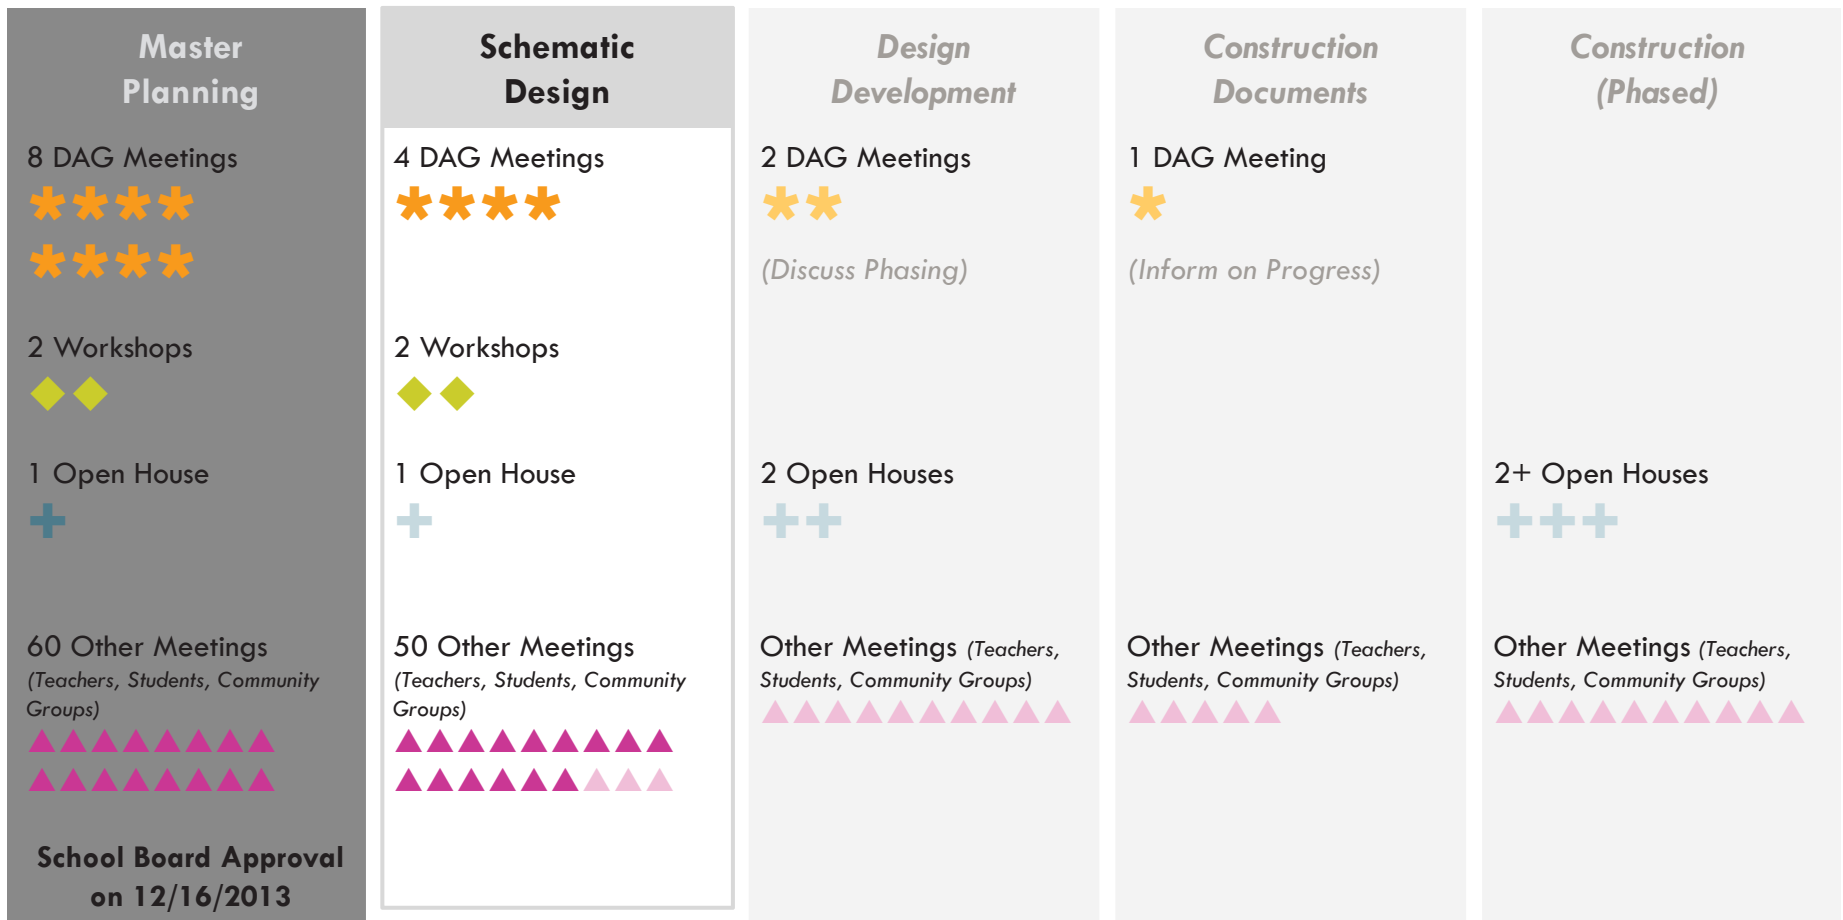 Master
Planning
8 DAG Meetings
2 Workshops
1 Open House
60 Other Meetings
(Teachers, Students, Community
Groups)
School Board Approval
on 12/16/2013
Schematic
Design
4 DAG Meetings
2 Workshops
1 Open House
50 Other Meetings
(Teachers, Students, Community
Groups)
Design
Development
2 DAG Meetings
(Discuss Phasing)
2 Open Houses
Other Meetings (Teachers,
Students, Community Groups)
Construction
Documents
1 DAG Meeting
(Inform on Progress)
Other Meetings (Teachers,
Students, Community Groups)
Construction
(Phased)
2+ Open Houses
Other Meetings (Teachers,
Students, Community Groups)